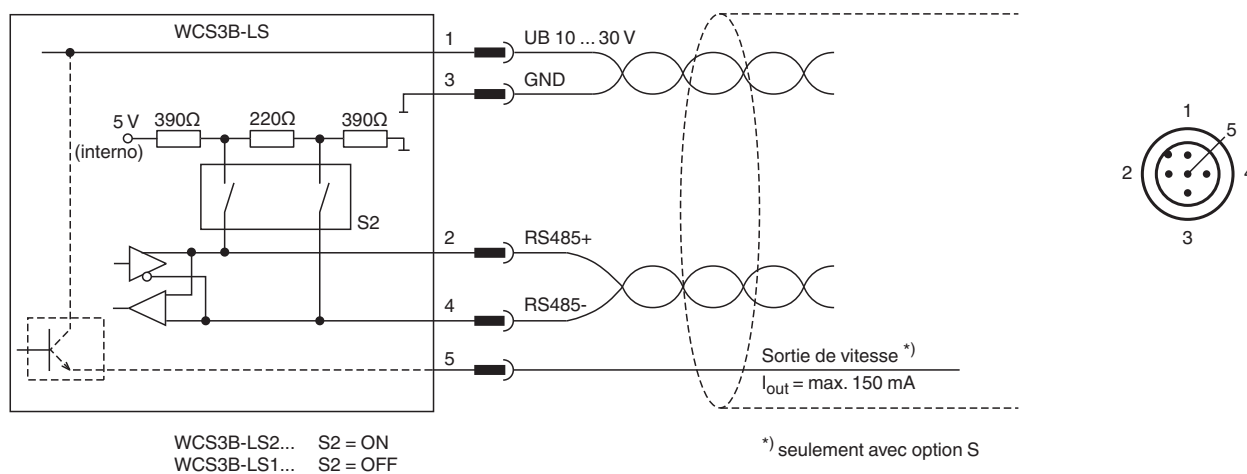 WCS3B-LS
1
UB 10 ... 30 V
3
GND
5 V
(interno)
390Ω
220Ω
390Ω
S2
2
RS485+
4
RS485-
5
Sortie de vitesse *)
Iout = max. 150 mA
WCS3B-LS2... S2 = ON
WCS3B-LS1... S2 = OFF
*) seulement avec option S
1
5
2
4
3